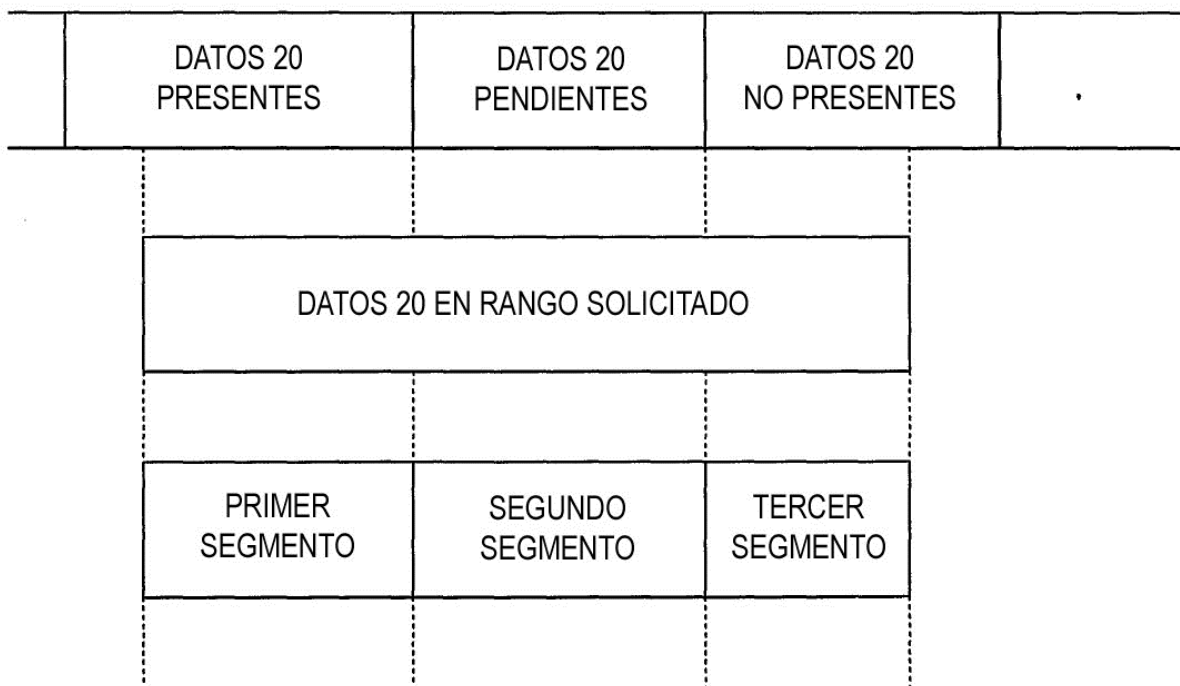 DATOS 20
PRESENTES
DATOS 20
PENDIENTES
DATOS 20
NO PRESENTES
DATOS 20 EN RANGO SOLICITADO
PRIMER
SEGMENTO
SEGUNDO
SEGMENTO
TERCER
SEGMENTO